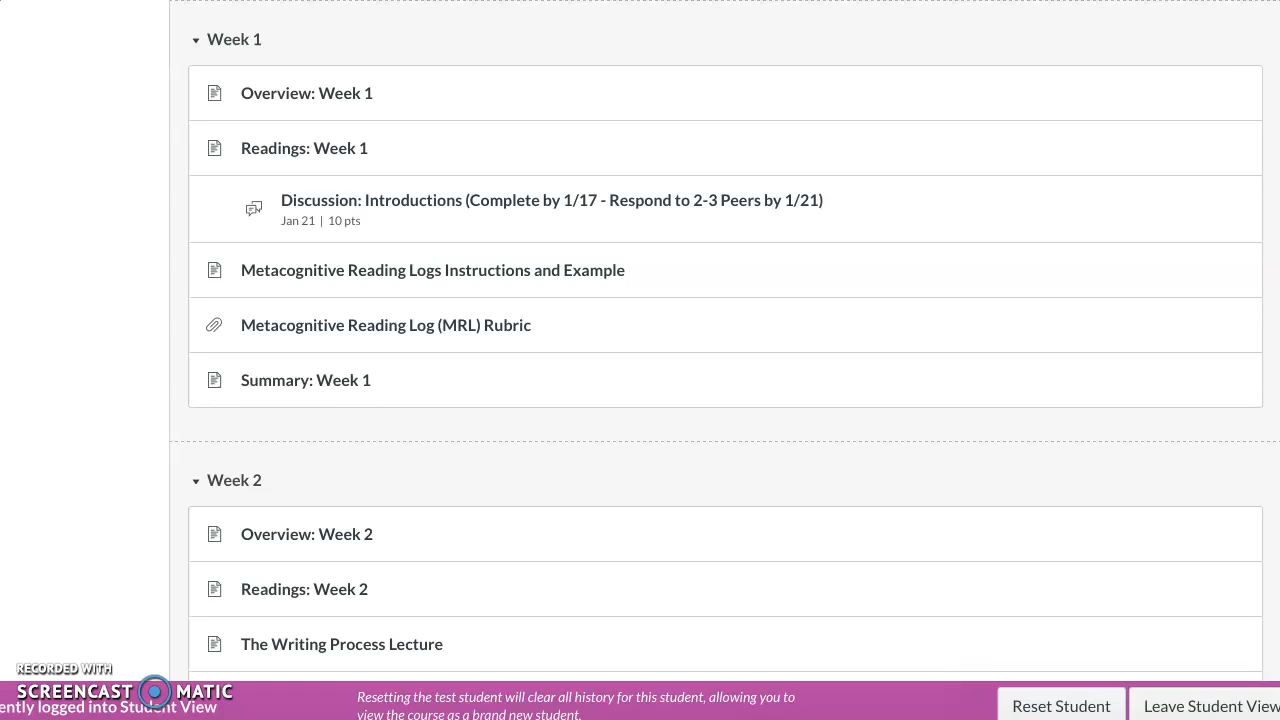 Week 1
Overview: Week 1
Readings: Week 1
Discussion: Introductions (Complete by 1/17 - Respond to 2-3 Peers by 1/21)
Jan 21 | 10 pts
Metacognitive Reading Logs Instructions and Example
Metacognitive Reading Log (MRL) Rubric
Summary: Week 1
Week 2
Overview: Week 2
Readings: Week 2
The Writing Process Lecture
RECORDED WITH
SCREENCAST MATIC
ently logged into Student View
Resetting the test student will clear all history for this student, allowing you to
view the course as a brand new student.
Reset Student
Leave Student View